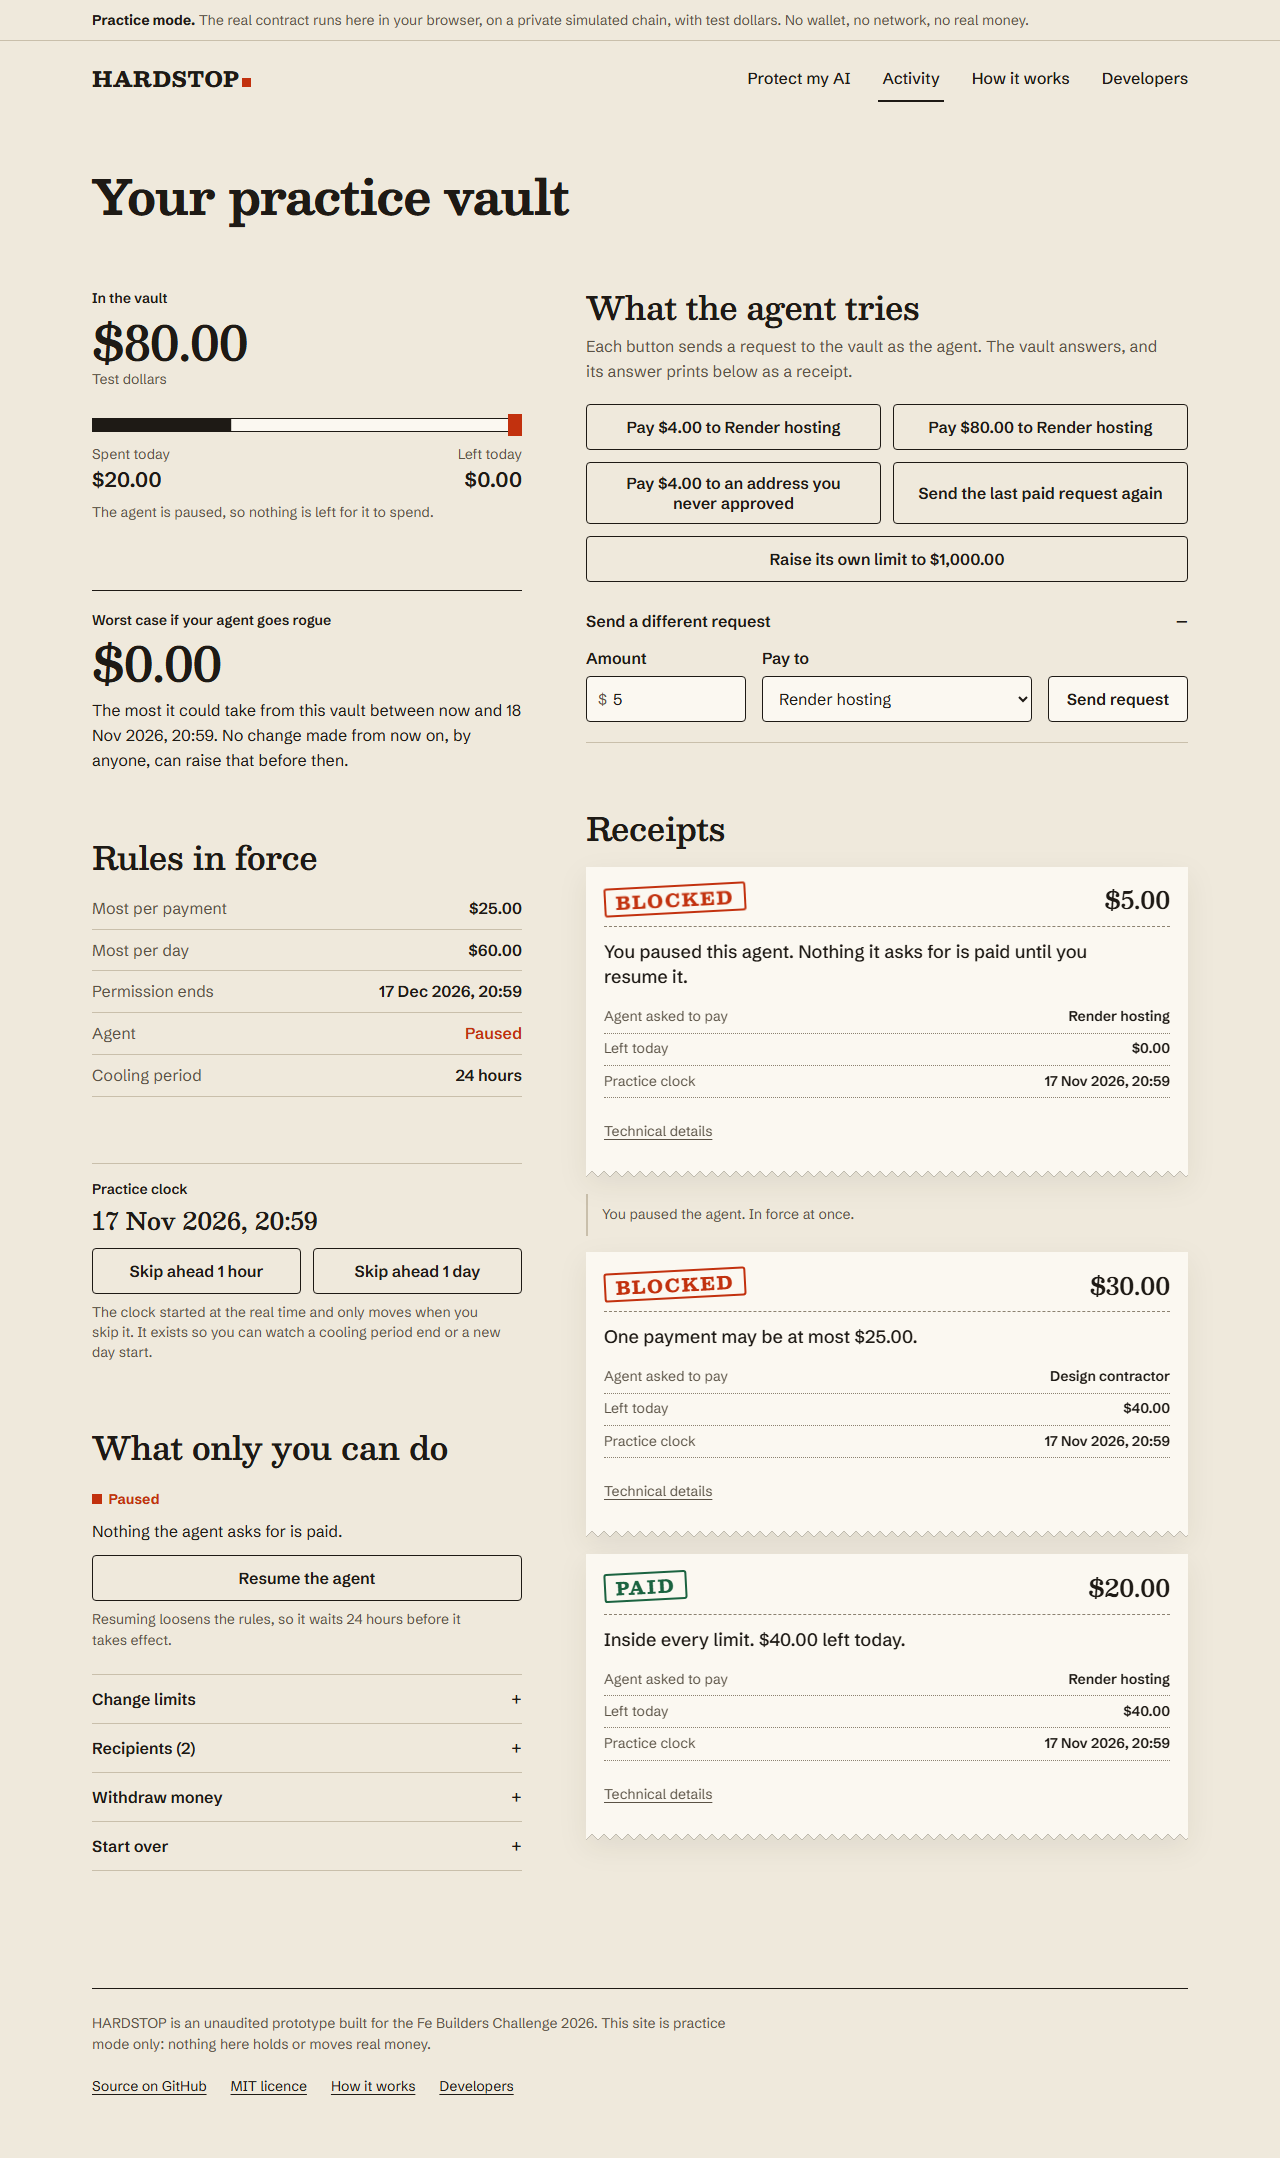 Practice mode. The real contract runs here in your browser, on a private simulated chain, with test dollars. No wallet, no network, no real money.
HARDSTOP
Protect my AI
Activity
How it works
Developers
Your practice vault
In the vault
$80.00
Test dollars
Spent today
Left today
$20.00
$0.00
The agent is paused, so nothing is left for it to spend.
Worst case if your agent goes rogue
$0.00
The most it could take from this vault between now and 18
Nov 2026, 20:59. No change made from now on, by
anyone, can raise that before then.
Rules in force
Most per payment
$25.00
Most per day
$60.00
Permission ends
17 Dec 2026, 20:59
Agent
Paused
Cooling period
24 hours
Practice clock
17 Nov 2026, 20:59
Skip ahead 1 hour
Skip ahead 1 day
The clock started at the real time and only moves when you
skip it. It exists so you can watch a cooling period end or a new
day start.
What only you can do
Paused
Nothing the agent asks for is paid.
Resume the agent
Resuming loosens the rules, so it waits 24 hours before it
takes effect.
Change limits
+
Recipients (2)
+
Withdraw money
+
Start over
+
What the agent tries
Each button sends a request to the vault as the agent. The vault answers, and
its answer prints below as a receipt.
Pay $4.00 to Render hosting
Pay $80.00 to Render hosting
Pay $4.00 to an address you
never approved
Send the last paid request again
Raise its own limit to $1,000.00
Send a different request
−
Amount
Pay to
$ 5
Render hosting
Send request
Receipts
BLOCKED
$5.00
You paused this agent. Nothing it asks for is paid until you
resume it.
Agent asked to pay
Render hosting
Left today
$0.00
Practice clock
17 Nov 2026, 20:59
Technical details
You paused the agent. In force at once.
BLOCKED
$30.00
One payment may be at most $25.00.
Agent asked to pay
Design contractor
Left today
$40.00
Practice clock
17 Nov 2026, 20:59
Technical details
PAID
$20.00
Inside every limit. $40.00 left today.
Agent asked to pay
Render hosting
Left today
$40.00
Practice clock
17 Nov 2026, 20:59
Technical details
HARDSTOP is an unaudited prototype built for the Fe Builders Challenge 2026. This site is practice
mode only: nothing here holds or moves real money.
Source on GitHub
MIT licence
How it works
Developers